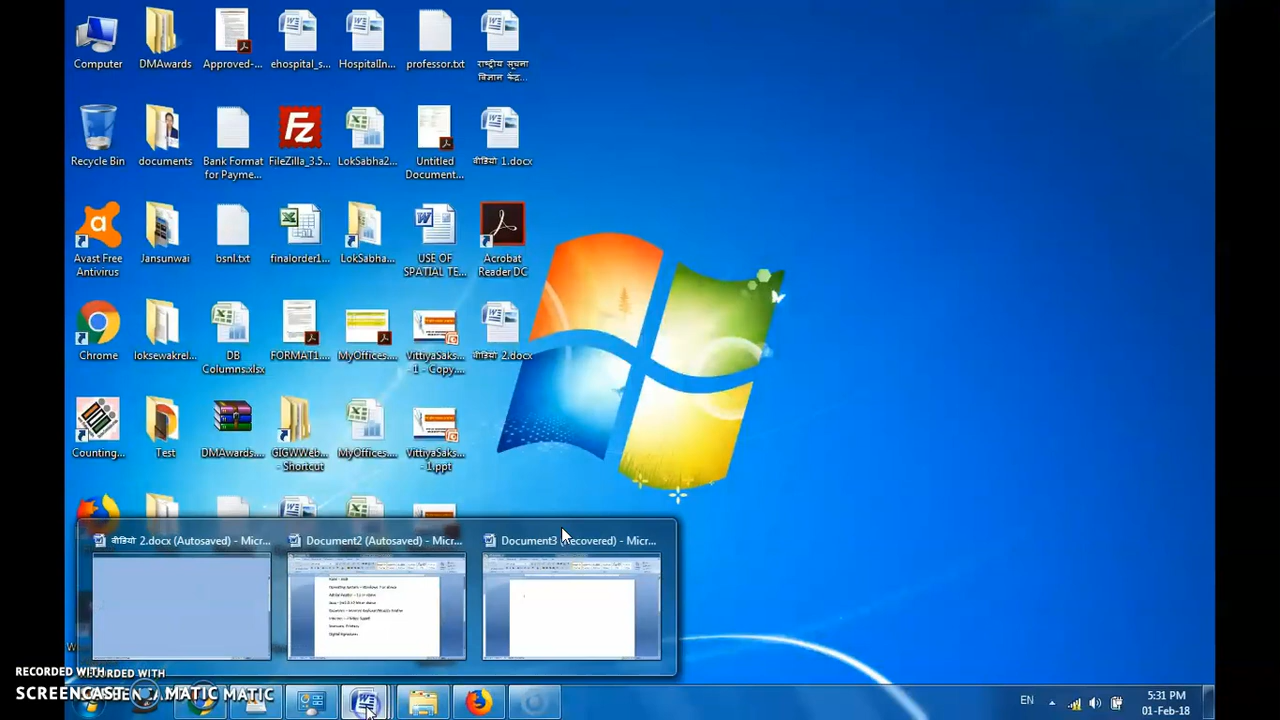 Computer
DMAwards
Approved-...
ehospital_s...
HospitalIn...
professor.txt
राष्ट्रीय सूचना
विज्ञान केन्द्र...
Recycle Bin
documents
Bank Format
for Payme...
FileZilla_3.5...
LokSabha2...
Untitled
Document...
वीडियो 1.docx
Avast Free
Antivirus
Jansunwai
bsnl.txt
finalorder1...
LokSabha...
USE OF
SPATIAL TE...
Acrobat
Reader DC
Chrome
loksewakrel...
DB
Columns.xlsx
FORMAT1....
MyOffices....
VittiyaSaks...
-1 - Copy....
वीडियो 2.docx
Counting...
Test
DMAwards....
GIGWWeb...
- Shortcut
MyOffices....
VittiyaSaks...
-1.ppt
वीडियो 2.docx (Autosaved) - Micr...
Document2 (Autosaved) - Micr...
Document3 (Recovered) - Micr...
RECORDED WITH
SCREENCAST
MATIC
EN
5:31 PM
01-Feb-18